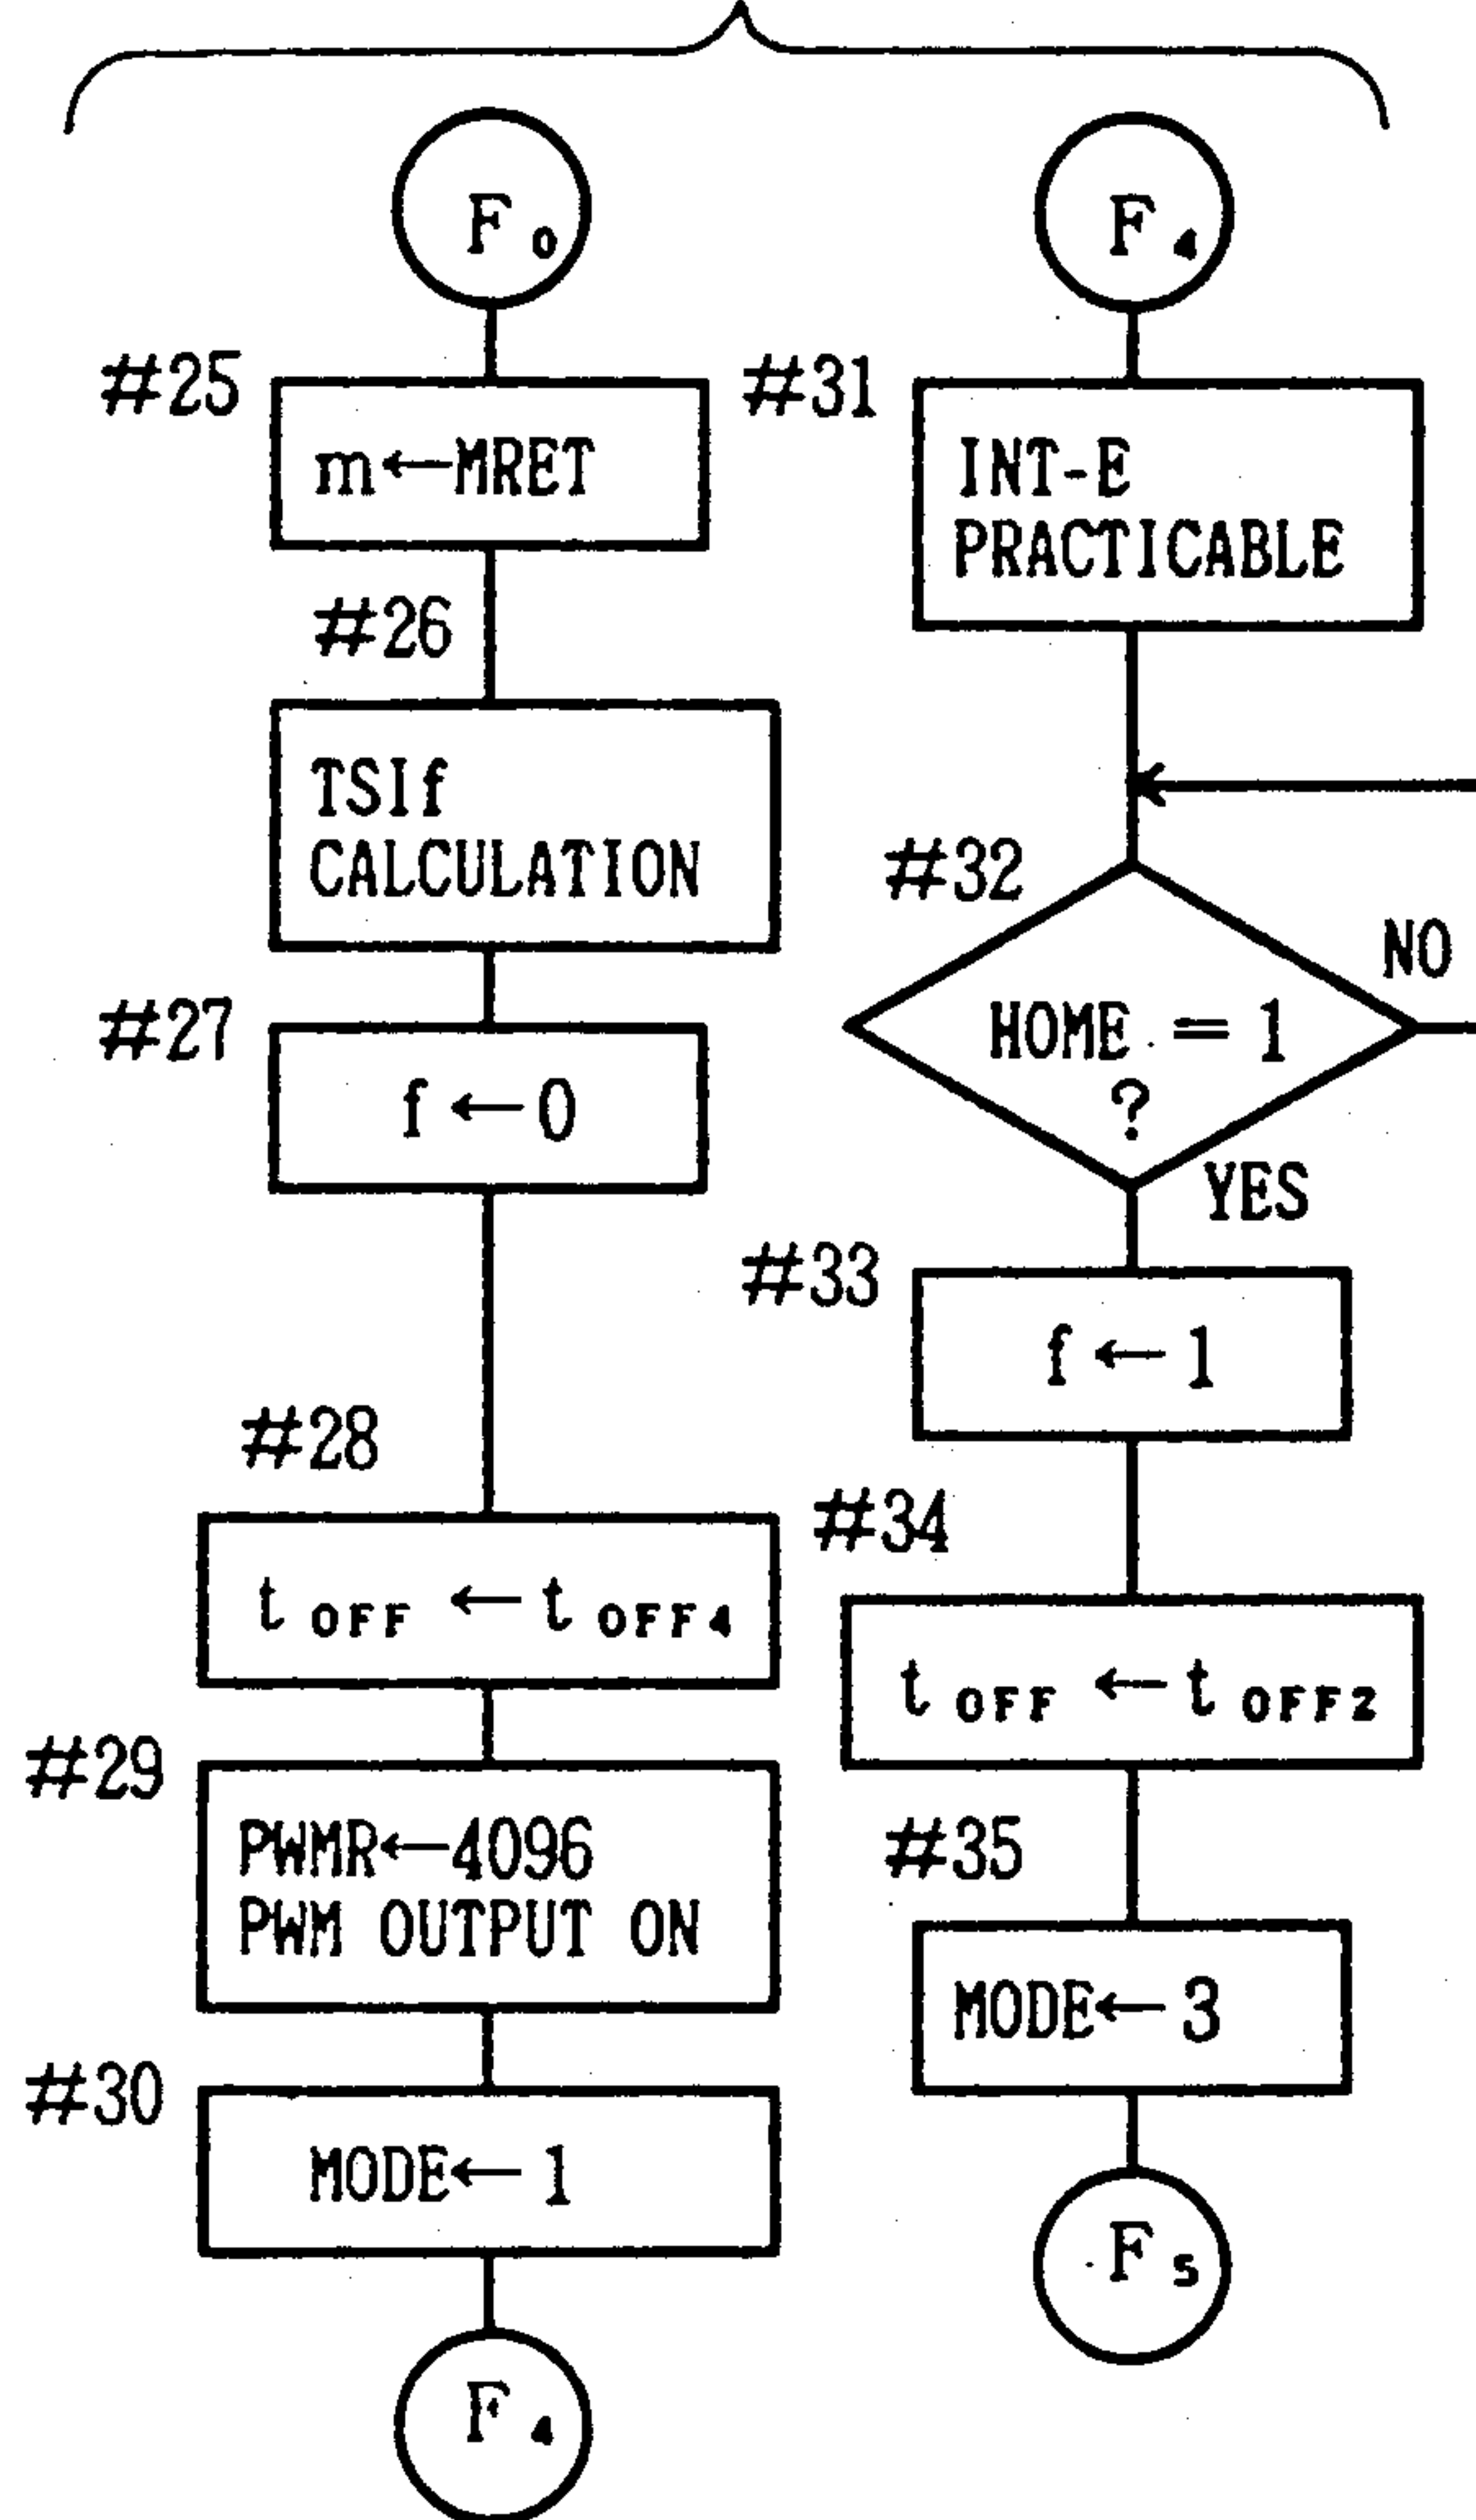 F0
#25
m←MRET
#26
TSIf
CALCULATION
#27
f←0
#28
tOFF ← tOFF4
#29
PWMR←4096
PWM OUTPUT ON
#30
MODE←1
F4
F4
#31
INT-E
PRACTICABLE
#32
HOME = 1
?
NO
YES
#33
f←1
#34
tOFF ← tOFF2
#35
MODE←3
F5